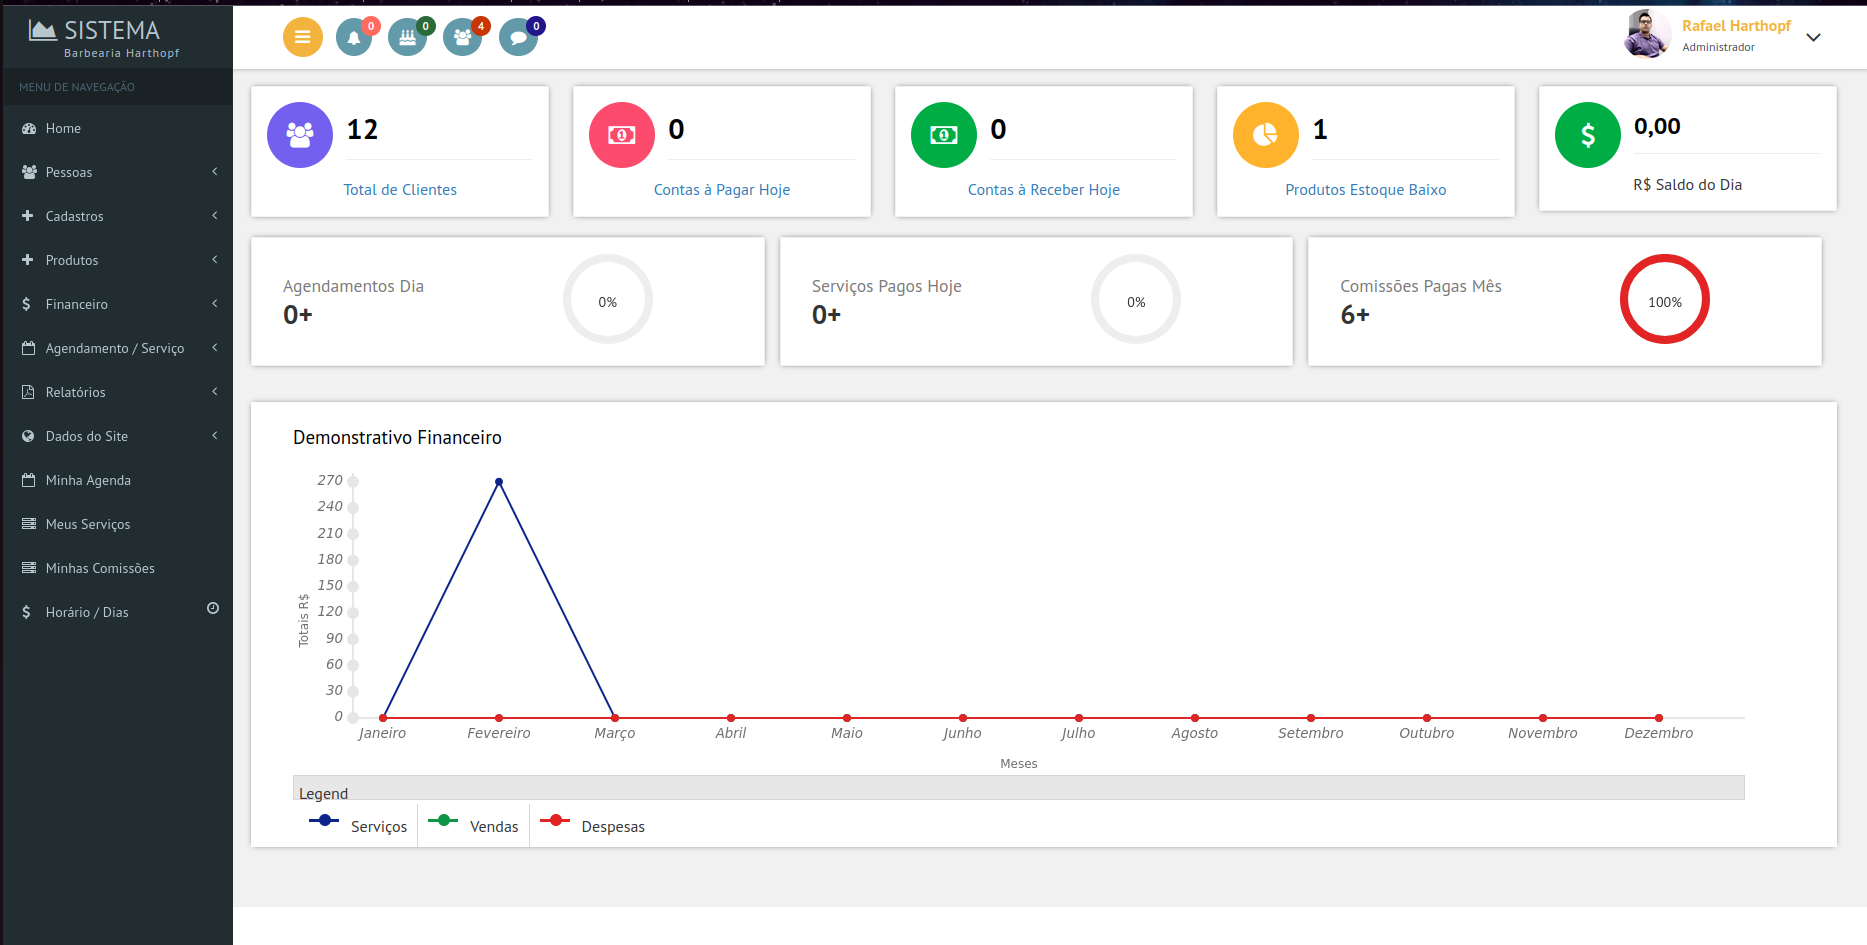 SISTEMA
Barbearia Harthopf
0
0
4
0
Rafael Harthopf
Administrador
MENU DE NAVEGAÇÃO
Home
Pessoas
Cadastros
Produtos
Financeiro
Agendamento / Serviço
Relatórios
Dados do Site
Minha Agenda
Meus Serviços
Minhas Comissões
Horário / Dias
12
Total de Clientes
0
Contas à Pagar Hoje
0
Contas à Receber Hoje
1
Produtos Estoque Baixo
0,00
R$ Saldo do Dia
Agendamentos Dia
0+
0%
Serviços Pagos Hoje
0+
0%
Comissões Pagas Mês
6+
100%
Demonstrativo Financeiro
270
240
210
180
150
120
90
60
30
0
Totais R$
Janeiro Fevereiro Março Abril Maio Junho Julho Agosto Setembro Outubro Novembro Dezembro
Meses
Legend
Serviços Vendas Despesas